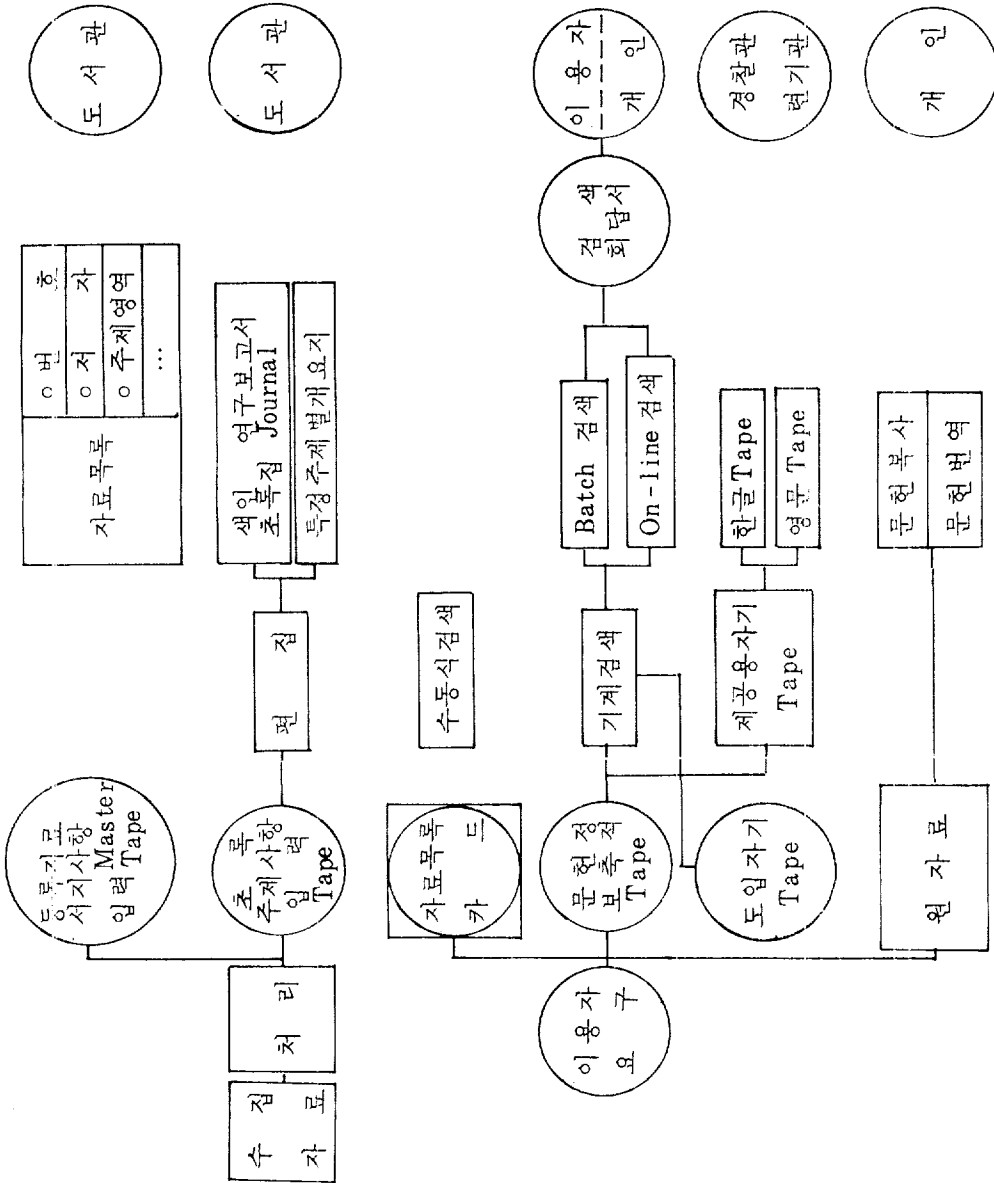 수 집
자 료
처 리
등록자료
서지사항
Master
입력 Tape
초 록
주제사항
입 력
Tape
편 집
자료목록
○ 번 호
○ 저 자
○ 주제영역
…
색인 연구보고서
초록집 Journal
특정주제별개요지
도 서 관
도 서 관
이 용 자
요 구
자료목록
카 드
수동식검색
문 헌 정
보 축 적
Tape
기계검색
Batch 검색
On-line 검색
검 색
회 답 서
이 용 자
개 인
도입자기
Tape
제공용자기
Tape
한글Tape
영문 Tape
경찰관
련기관
원 자 료
문헌복사
문헌번역
개 인